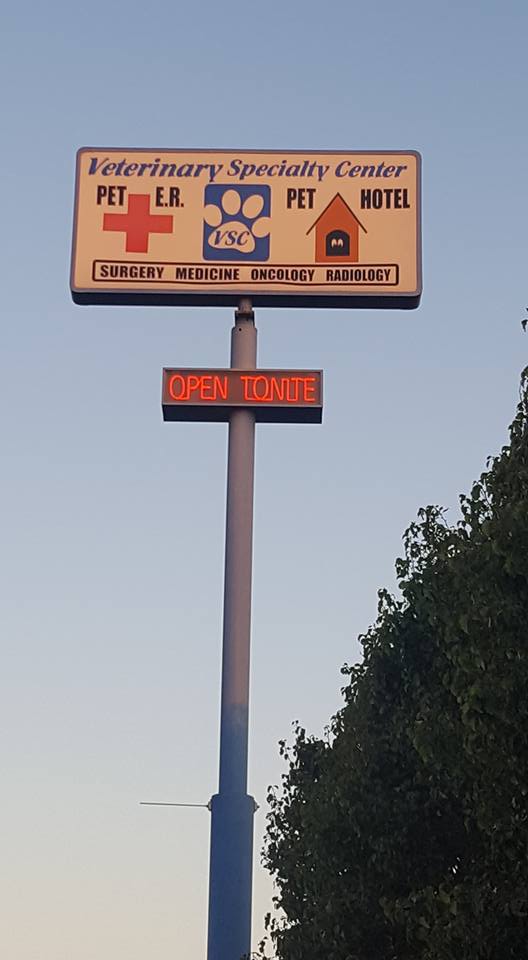 Veterinary Specialty Center
PET E.R. PET HOTEL
VSC
SURGERY MEDICINE ONCOLOGY RADIOLOGY
OPEN TONITE